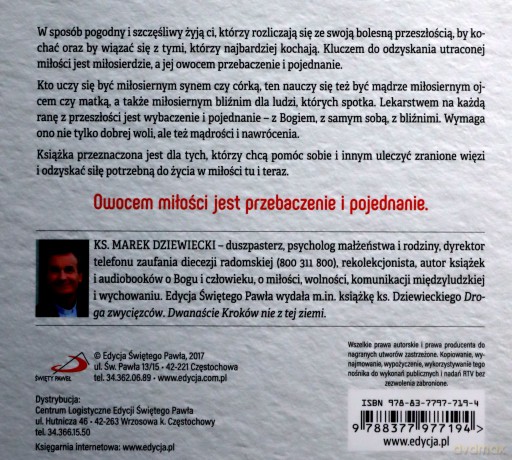 W sposób pogodny i szczęśliwy żyją ci, którzy rozliczają się ze swoją bolesną przeszłością, by ko-
chać oraz by wiązać się z tymi, którzy najbardziej kochają. Kluczem do odzyskania utraconej
miłości jest miłosierdzie, a jej owocem przebaczenie i pojednanie.
Kto uczy się być miłosiernym synem czy córką, ten nauczy się też być mądrze miłosiernym oj-
cem czy matką, a także miłosiernym bliźnim dla ludzi, których spotka. Lekarstwem na każdą
ranę z przeszłości jest wybaczenie i pojednanie – z Bogiem, z samym sobą, z bliźnimi. Wymaga
ono nie tylko dobrej woli, ale też mądrości i nawrócenia.
Książka przeznaczona jest dla tych, którzy chcą pomóc sobie i innym uleczyć zranione więzi
i odzyskać siłę potrzebną do życia w miłości tu i teraz.
Owocem miłości jest przebaczenie i pojednanie.
KS. MAREK DZIEWIECKI – duszpasterz, psycholog małżeństwa i rodziny, dyrektor
telefonu zaufania diecezji radomskiej (800 311 800), rekolekcjonista, autor książek
i audiobooków o Bogu i człowieku, o miłości, wolności, komunikacji międzyludzkiej
i wychowaniu. Edycja Świętego Pawła wydała m.in. książkę ks. Dziewieckiego Dro-
ga zwycięzców. Dwanaście Kroków nie z tej ziemi.
ŚWIĘTY PAWEŁ
© Edycja Świętego Pawła, 2017
ul. Św. Pawła 13/15 • 42-221 Częstochowa
tel. 34.362.06.89 • www.edycja.pl
Dystrybucja:
Centrum Logistyczne Edycji Świętego Pawła
ul. Hutnicza 46 • 42-263 Wrzosowa k. Częstochowy
tel. 34.366.15.50
Księgarnia internetowa: www.edycja.pl
Wszelkie prawa autorskie i prawa producenta do
nagranych utworów zastrzeżone. Kopiowanie, wy-
najmowanie, wypożyczenie, wykorzystywanie tego
nośnika do wykonań publicznych i nadań RTV bez
zezwolenia zabronione.
ISBN 978-83-7797-719-4
9 788377 977194
www.edycja.pl